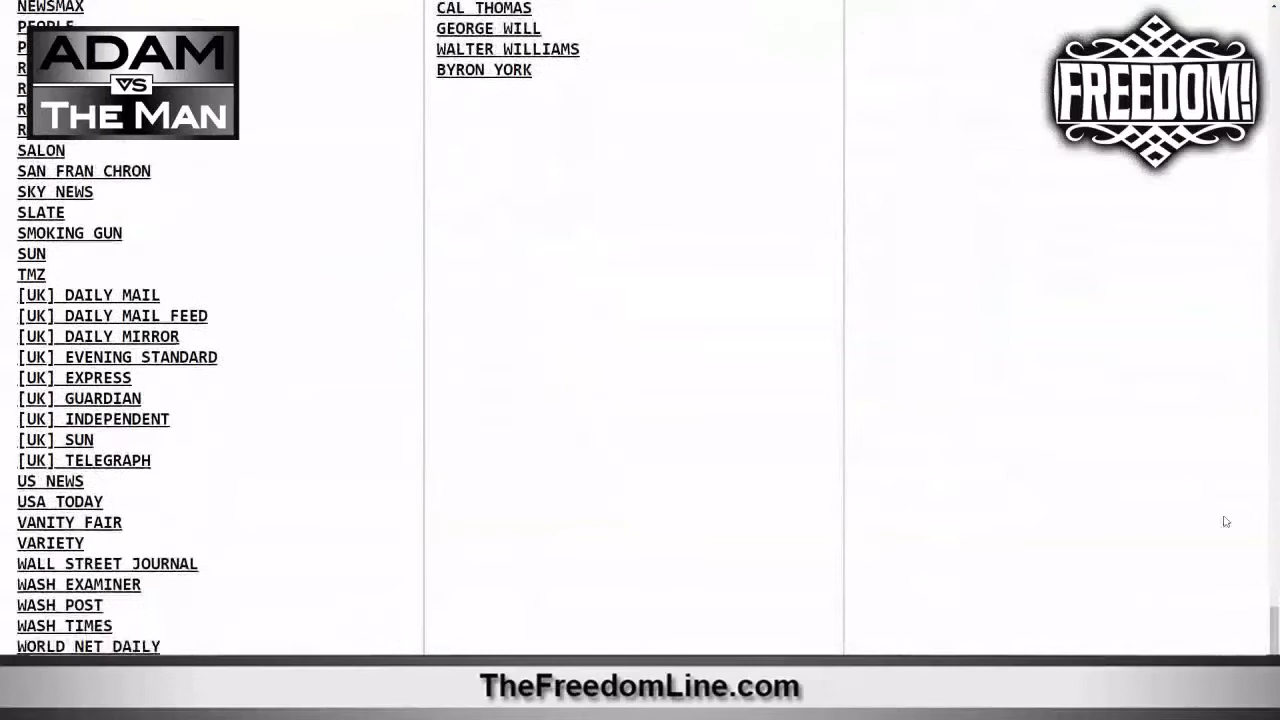 NEWSMAX
PEOPLE
P
R
R
R
R
SALON
SAN FRAN CHRON
SKY NEWS
SLATE
SMOKING GUN
SUN
TMZ
[UK] DAILY MAIL
[UK] DAILY MAIL FEED
[UK] DAILY MIRROR
[UK] EVENING STANDARD
[UK] EXPRESS
[UK] GUARDIAN
[UK] INDEPENDENT
[UK] SUN
[UK] TELEGRAPH
US NEWS
USA TODAY
VANITY FAIR
VARIETY
WALL STREET JOURNAL
WASH EXAMINER
WASH POST
WASH TIMES
WORLD NET DAILY
CAL THOMAS
GEORGE WILL
WALTER WILLIAMS
BYRON YORK
ADAM
VS
THE MAN
FREEDOM!
TheFreedomLine.com